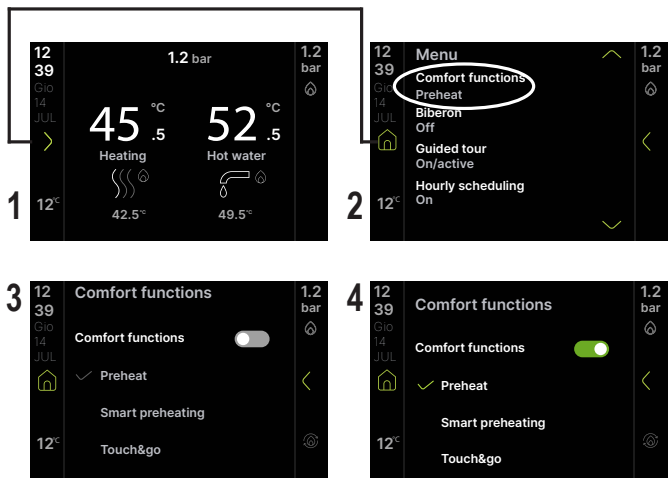 1
12
39
Gio
14
JUL
12°C
1.2 bar
1.2
bar
45.5 °C
52.5 °C
Heating
Hot water
42.5°C
49.5°C
2
12
39
Gio
14
JUL
12°C
Menu
Comfort functions
Preheat
Biberon
Off
Guided tour
On/active
Hourly scheduling
On
1.2
bar
3
12
39
Gio
14
JUL
12°C
Comfort functions
Comfort functions
Preheat
Smart preheating
Touch&go
1.2
bar
4
12
39
Gio
14
JUL
12°C
Comfort functions
Comfort functions
Preheat
Smart preheating
Touch&go
1.2
bar